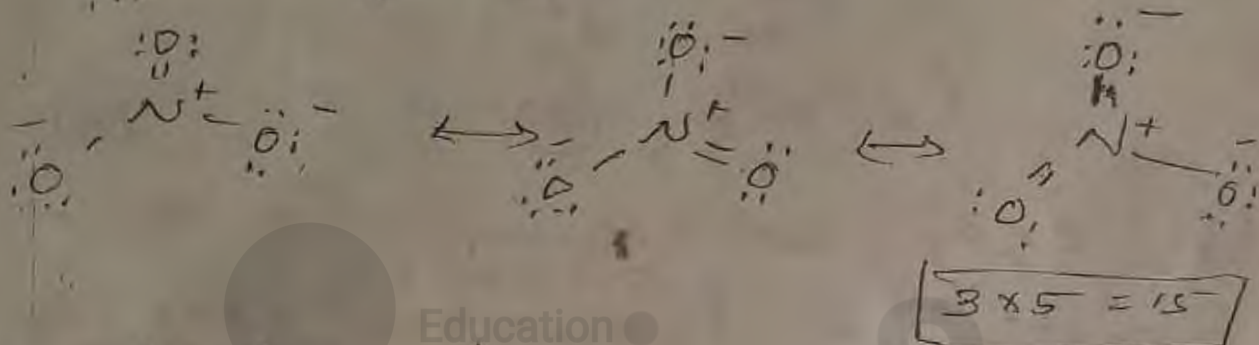 :Ö: :Ö:⁻ :Ö:⁻
N⁺ ↔ N⁺ ↔ N⁺
⁻O O⁻ ⁻O O :O O⁻
3 × 5 = 15
Education